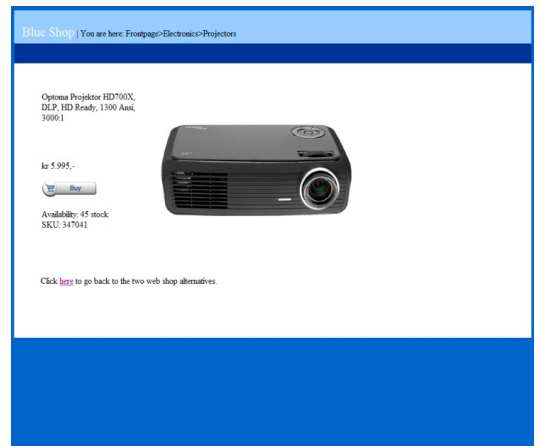 Blue Shop | You are here: Frontpage>Electronics>Projectors
Optoma Projektor HD700X,
DLP, HD Ready, 1300 Ansi,
3000:1
kr 5.995,-
Buy
Availability: 45 stock
SKU: 347041
Click here to go back to the two web shop alternatives.